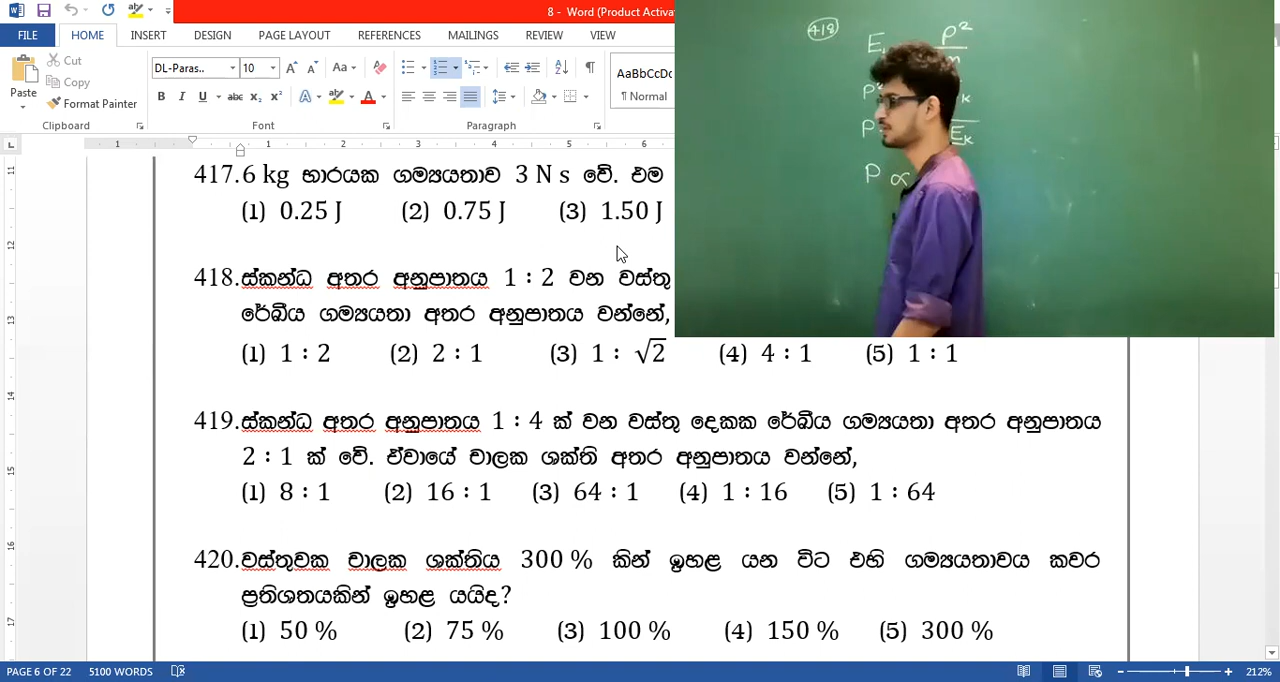 8 - Word (Product Activa
FILE HOME INSERT DESIGN PAGE LAYOUT REFERENCES MAILINGS REVIEW VIEW
Cut
Copy
Paste
Format Painter
DL-Paras.. 10
AaBbCcDc
¶ Normal
Clipboard Font Paragraph
418
417. 6 kg භාරයක ගම්‍යයතාව 3 N s වේ. එම
(1) 0.25 J (2) 0.75 J (3) 1.50 J
418. ස්කන්ධ අතර අනුපාතය 1 : 2 වන වස්තු
රේඛීය ගම්‍යයතා අතර අනුපාතය වන්නේ,
(1) 1 : 2 (2) 2 : 1 (3) 1 : √2 (4) 4 : 1 (5) 1 : 1
419. ස්කන්ධ අතර අනුපාතය 1 : 4 ක් වන වස්තු දෙකක රේඛීය ගම්‍යයතා අතර අනුපාතය
2 : 1 ක් වේ. ඒවායේ චාලක ශක්ති අතර අනුපාතය වන්නේ,
(1) 8 : 1 (2) 16 : 1 (3) 64 : 1 (4) 1 : 16 (5) 1 : 64
420. වස්තුවක චාලක ශක්තිය 300 % කින් ඉහළ යන විට එහි ගම්‍යයතාවය කවර
ප්‍රතිශතයකින් ඉහළ යයිද?
(1) 50 % (2) 75 % (3) 100 % (4) 150 % (5) 300 %
PAGE 6 OF 22 5100 WORDS 212%